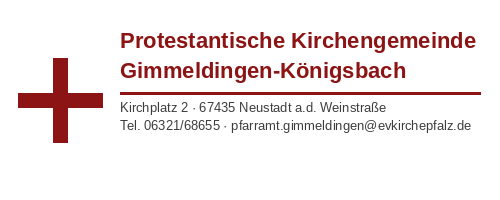 Protestantische Kirchengemeinde
Gimmeldingen-Königsbach
Kirchplatz 2 · 67435 Neustadt a.d. Weinstraße
Tel. 06321/68655 · pfarramt.gimmeldingen@evkirchepfalz.de